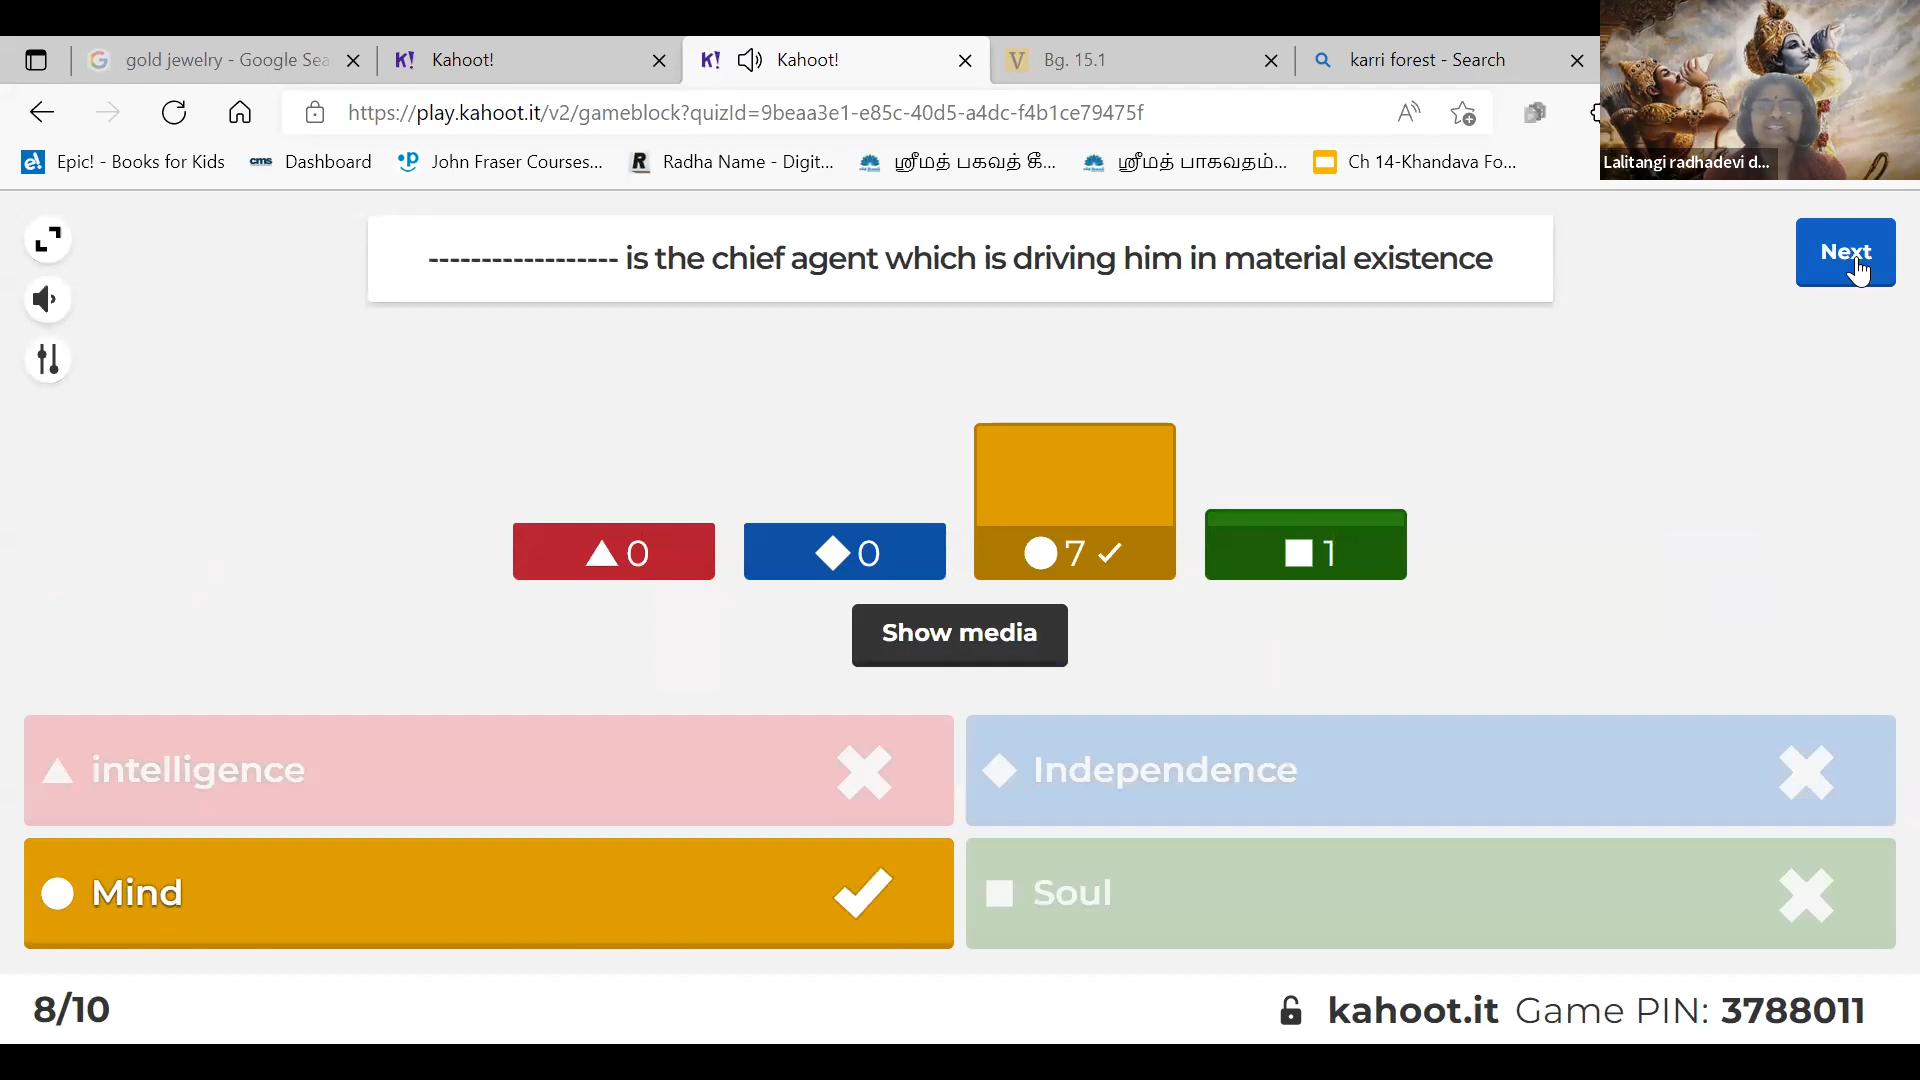 gold jewelry - Google Sea
Kahoot!
Kahoot!
Bg. 15.1
karri forest - Search
https://play.kahoot.it/v2/gameblock?quizId=9beaa3e1-e85c-40d5-a4dc-f4b1ce79475f
Epic! - Books for Kids
cms Dashboard
John Fraser Courses...
Radha Name - Digit...
ஸ்ரீமத் பகவத் கீ...
ஸ்ரீமத் பாகவதம்...
Ch 14-Khandava Fo...
Lalitangi radhadevi d...
------------------ is the chief agent which is driving him in material existence
Next
0
0
7
1
Show media
intelligence
Independence
Mind
Soul
8/10
kahoot.it Game PIN: 3788011